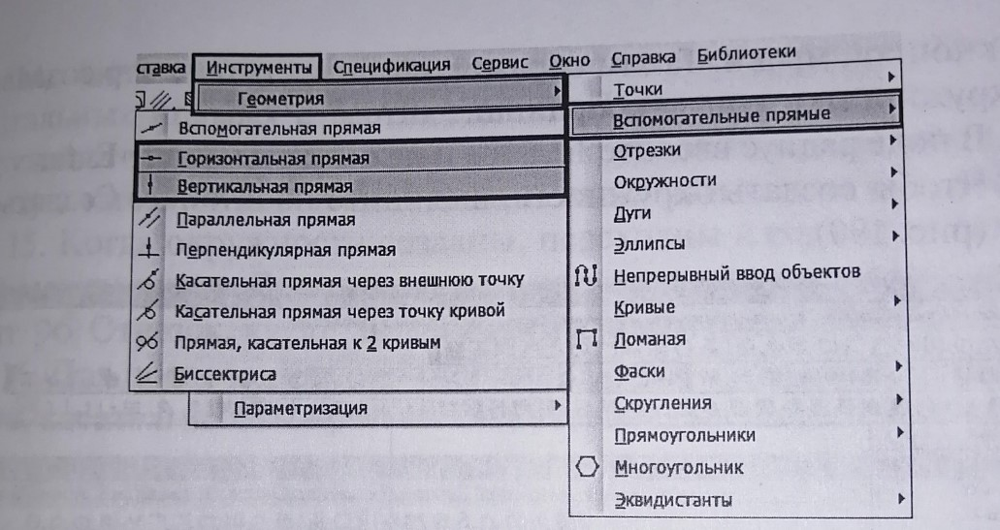 ставка Инструменты Спецификация Сервис Окно Справка Библиотеки
Геометрия
Точки
Вспомогательные прямые
Отрезки
Окружности
Дуги
Эллипсы
Непрерывный ввод объектов
Кривые
Ломаная
Фаски
Скругления
Прямоугольники
Многоугольник
Эквидистанты
Вспомогательная прямая
Горизонтальная прямая
Вертикальная прямая
Параллельная прямая
Перпендикулярная прямая
Касательная прямая через внешнюю точку
Касательная прямая через точку кривой
Прямая, касательная к 2 кривым
Биссектриса
Параметризация